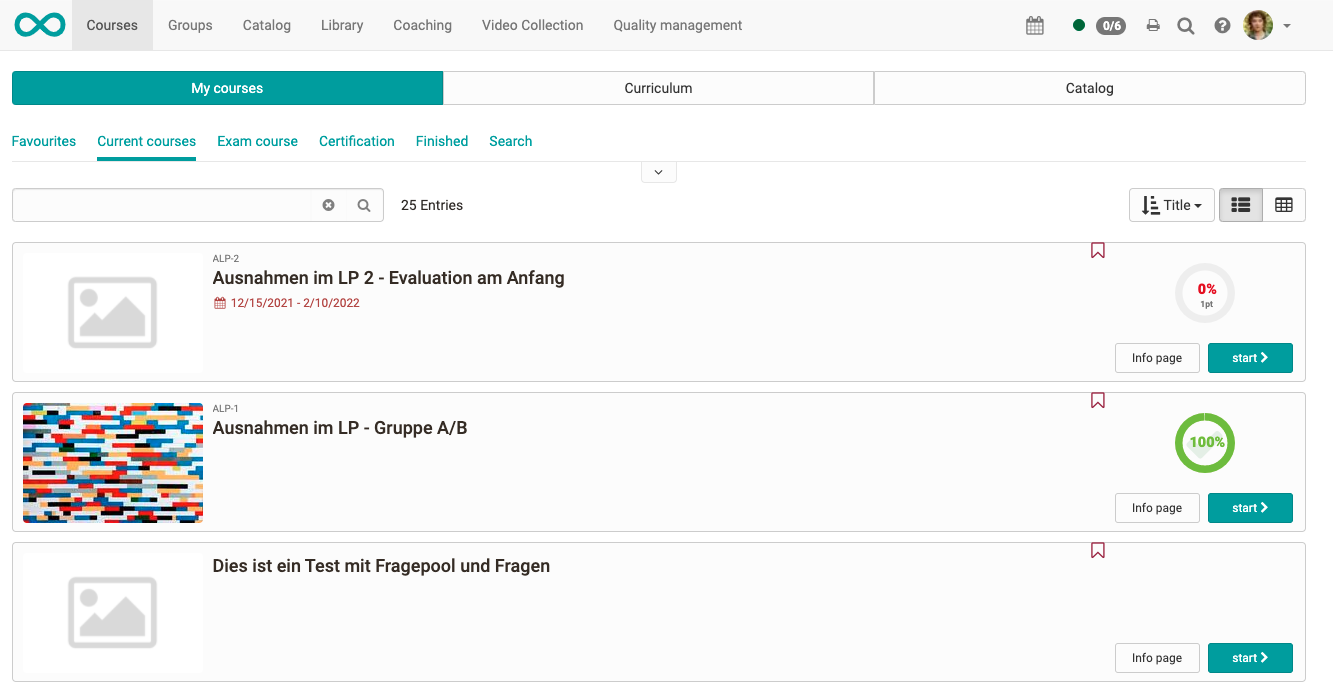 Courses Groups Catalog Library Coaching Video Collection Quality management 0/6
My courses Curriculum Catalog
Favourites Current courses Exam course Certification Finished Search
25 Entries Title
ALP-2
Ausnahmen im LP 2 - Evaluation am Anfang
12/15/2021 - 2/10/2022
0%
1pt
Info page start
ALP-1
Ausnahmen im LP - Gruppe A/B
100%
Info page start
Dies ist ein Test mit Fragepool und Fragen
Info page start